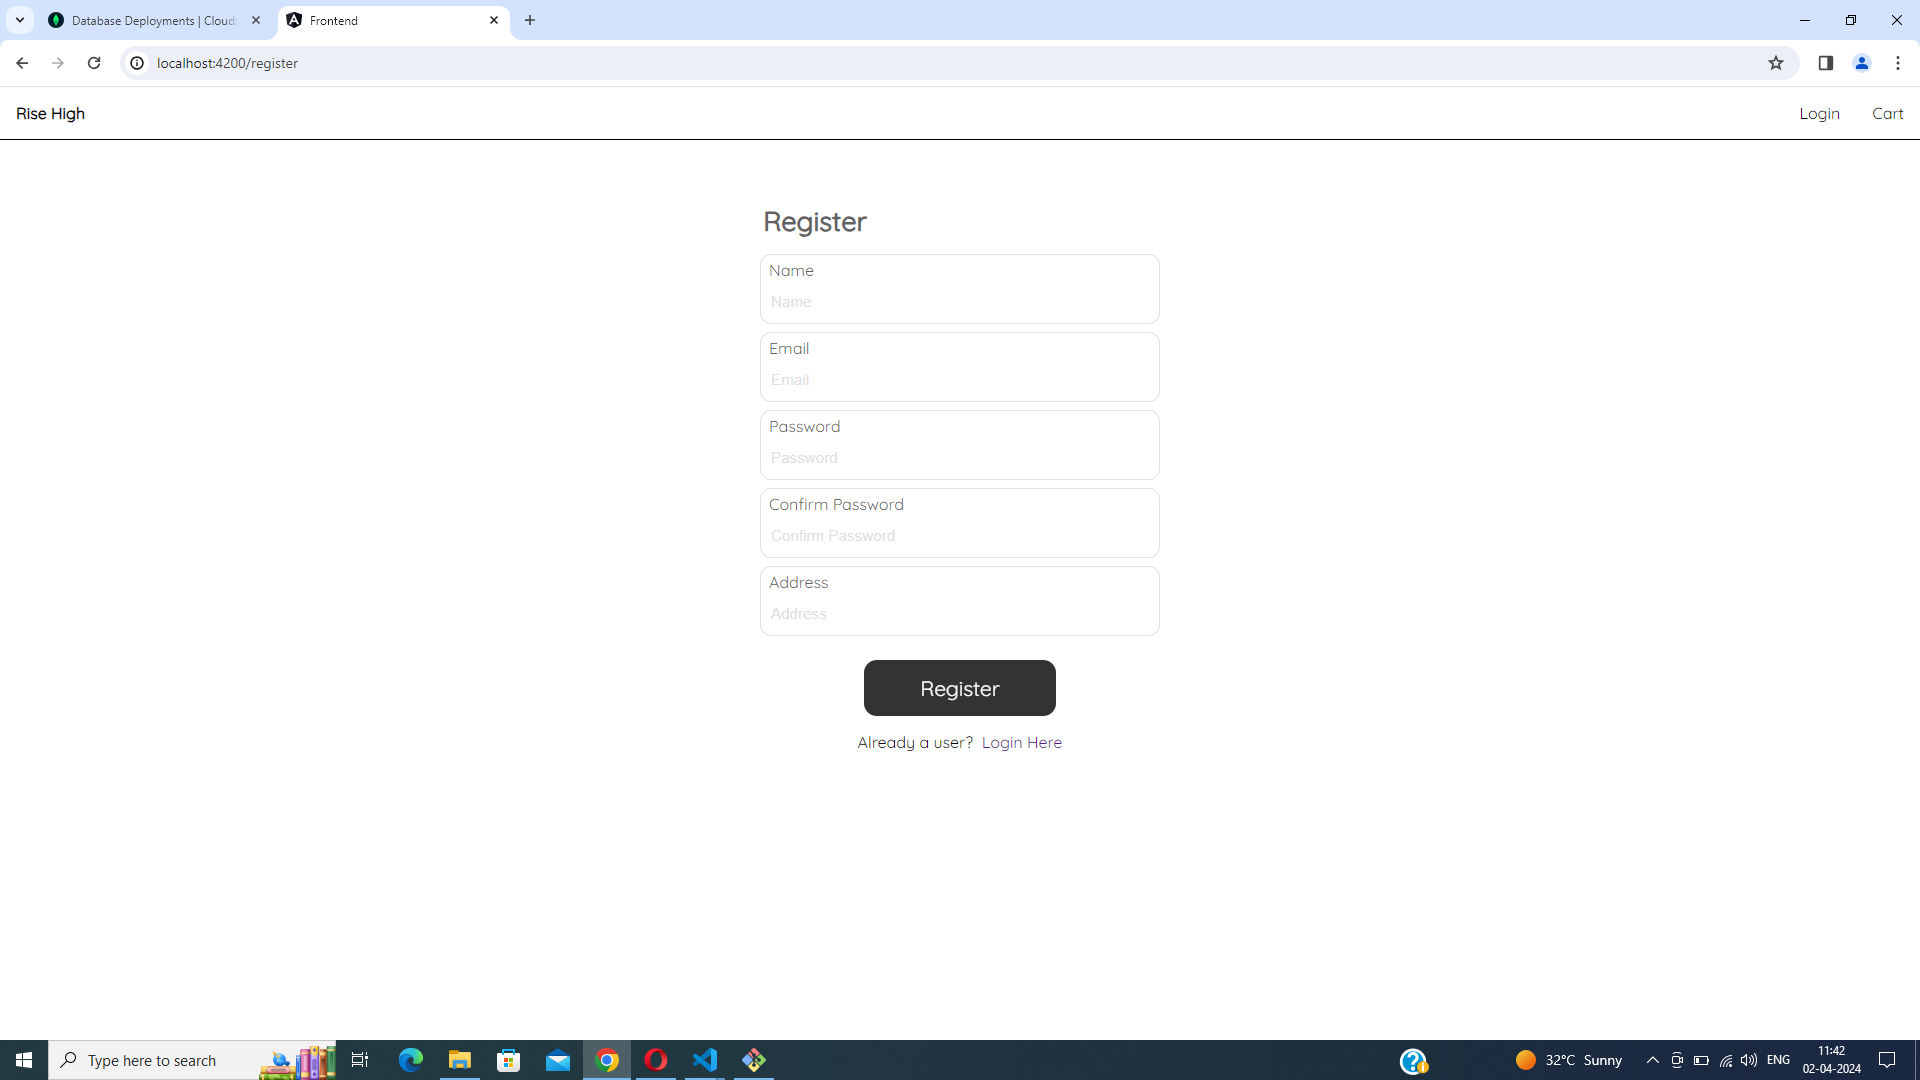 Database Deployments | Cloud:
Frontend
localhost:4200/register
Rise High
Login
Cart
Register
Name
Name
Email
Email
Password
Password
Confirm Password
Confirm Password
Address
Address
Register
Already a user? Login Here
Type here to search
32°C Sunny
ENG
11:42
02-04-2024